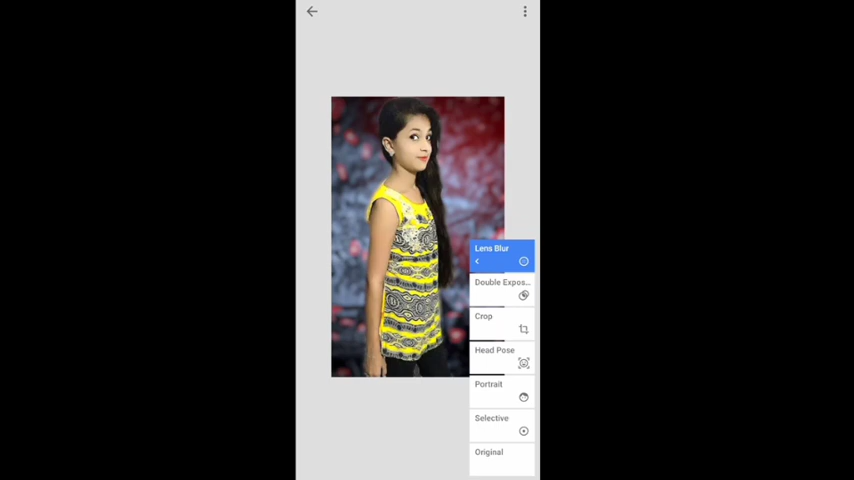 Lens Blur
Double Expos...
Crop
Head Pose
Portrait
Selective
Original